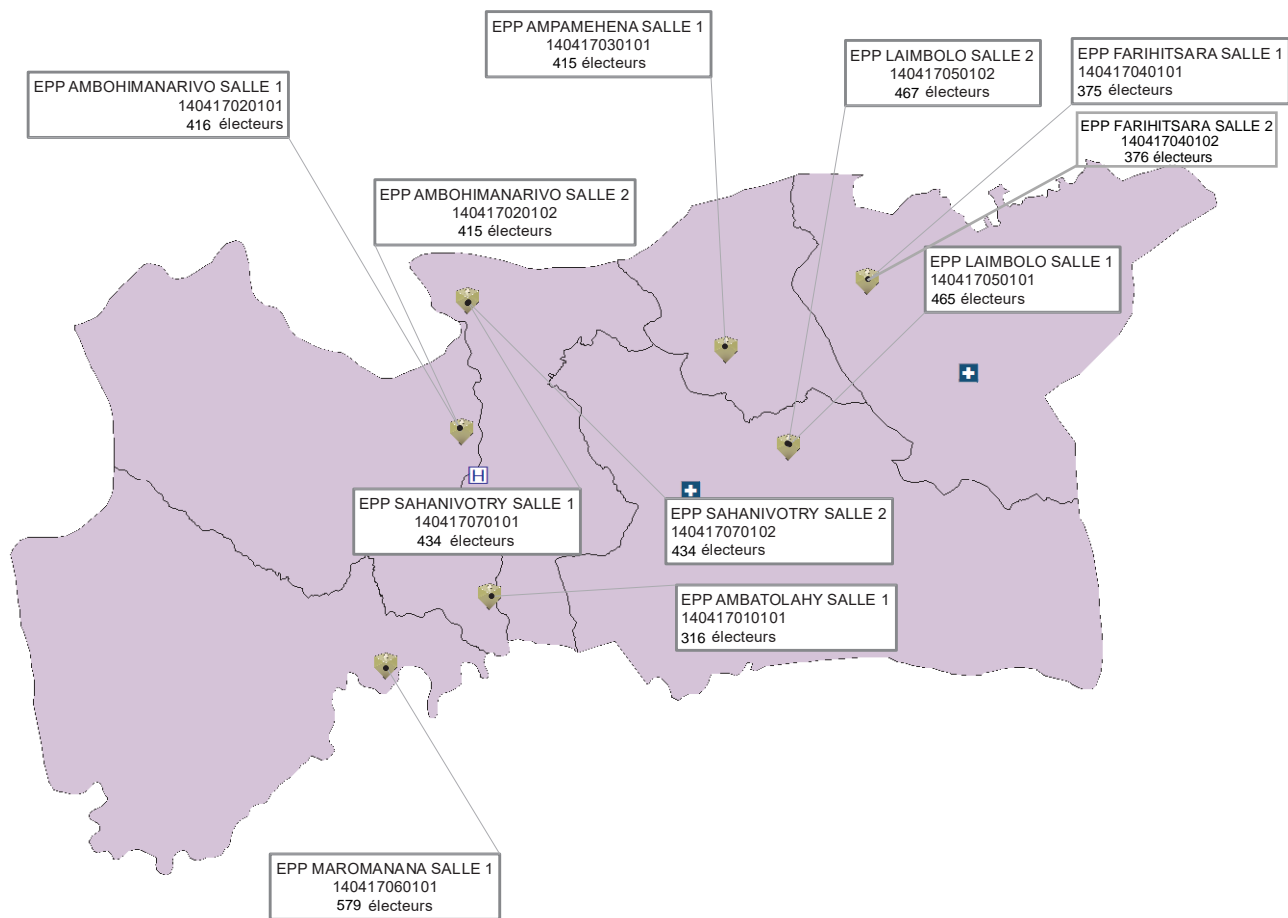 EPP AMPAMEHENA SALLE 1
140417030101
415 électeurs
EPP LAIMBOLO SALLE 2
140417050102
467 électeurs
EPP FARIHITSARA SALLE 1
140417040101
375 électeurs
EPP AMBOHIMANARIVO SALLE 1
140417020101
416 électeurs
EPP FARIHITSARA SALLE 2
140417040102
376 électeurs
EPP AMBOHIMANARIVO SALLE 2
140417020102
415 électeurs
EPP LAIMBOLO SALLE 1
140417050101
465 électeurs
H
EPP SAHANIVOTRY SALLE 1
140417070101
434 électeurs
EPP SAHANIVOTRY SALLE 2
140417070102
434 électeurs
EPP AMBATOLAHY SALLE 1
140417010101
316 électeurs
EPP MAROMANANA SALLE 1
140417060101
579 électeurs